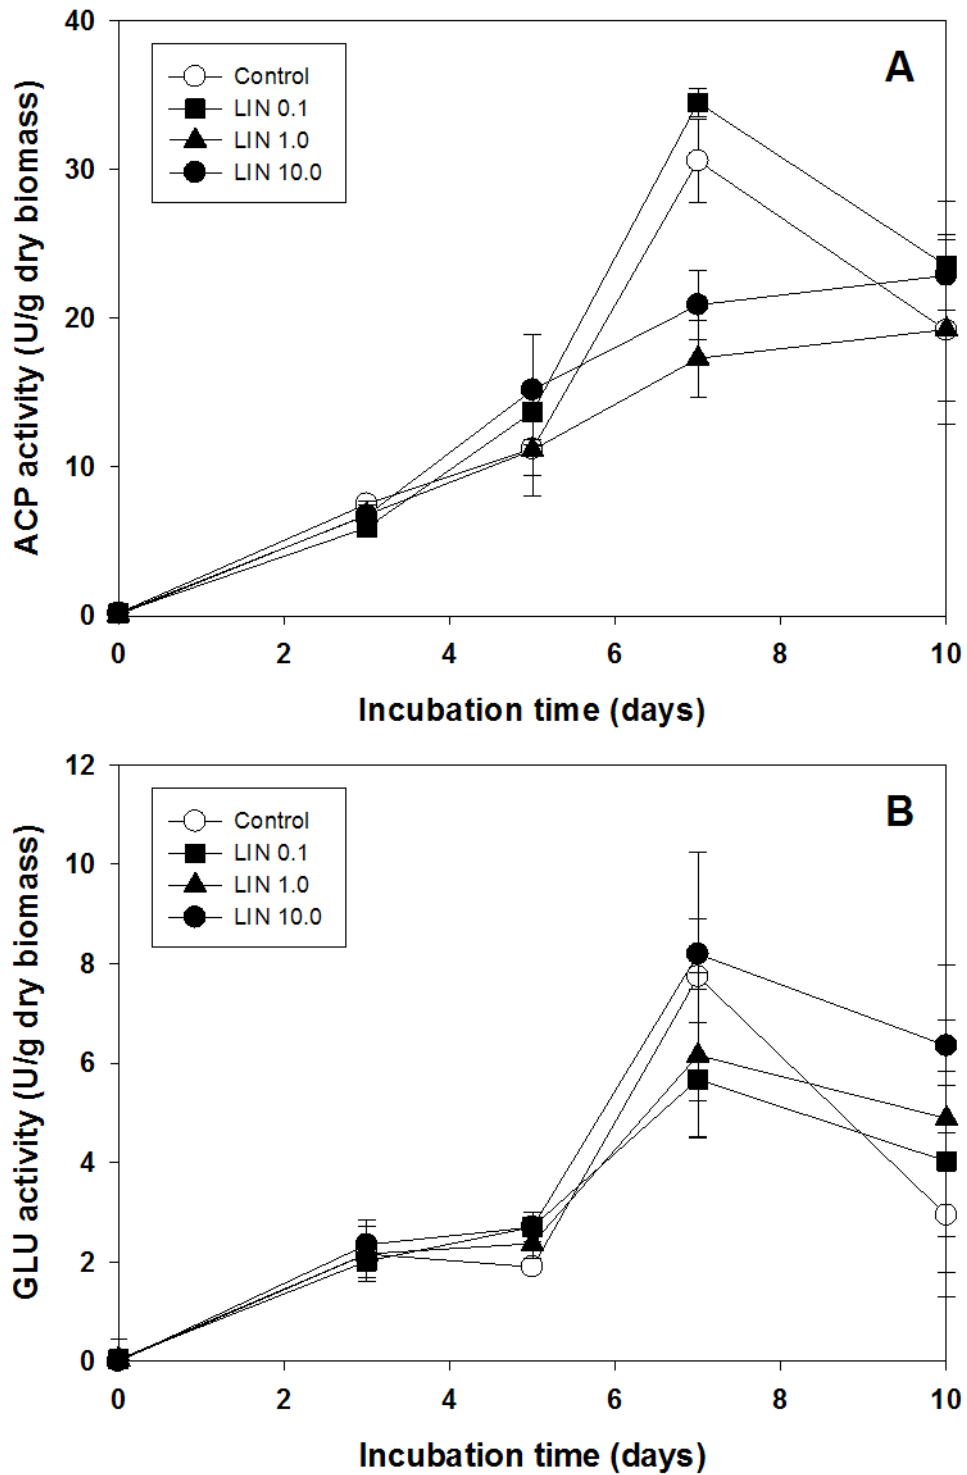 A
Control
LIN 0.1
LIN 1.0
LIN 10.0
ACP activity (U/g dry biomass)
40
30
20
10
0
0 2 4 6 8 10
Incubation time (days)
B
Control
LIN 0.1
LIN 1.0
LIN 10.0
GLU activity (U/g dry biomass)
12
10
8
6
4
2
0
0 2 4 6 8 10
Incubation time (days)